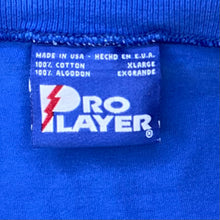 MADE IN USA - HECHO EN E.U.A.
100% COTTON XLARGE
100% ALGODON EXGRANDE
PRO
PLAYER®